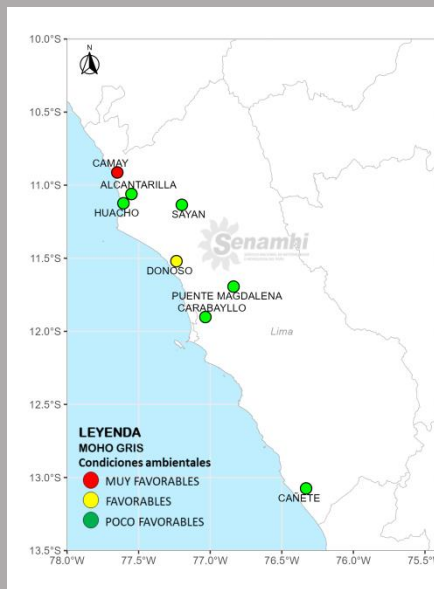 10.0°S
N
10.5°S
CAMAY
11.0°S
ALCANTARILLA
HUACHO
SAYAN
Senamhi
11.5°S
DONOSO
PUENTE MAGDALENA
CARABAYLLO
12.0°S
Lima
12.5°S
LEYENDA
MOHO GRIS
Condiciones ambientales
MUY FAVORABLES
FAVORABLES
POCO FAVORABLES
13.0°S
CAÑETE
13.5°S
78.0°W 77.5°W 77.0°W 76.5°W 76.0°W 75.5°